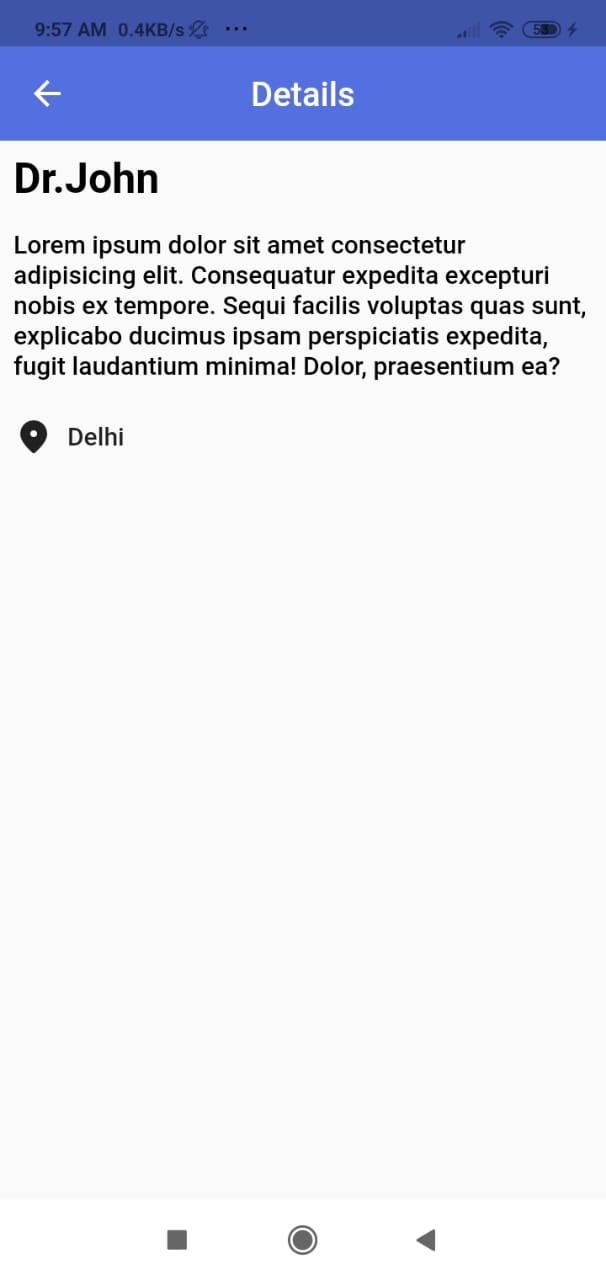 9:57 AM 0.4KB/s ...
53
Details
Dr.John
Lorem ipsum dolor sit amet consectetur
adipisicing elit. Consequatur expedita excepturi
nobis ex tempore. Sequi facilis voluptas quas sunt,
explicabo ducimus ipsam perspiciatis expedita,
fugit laudantium minima! Dolor, praesentium ea?
Delhi